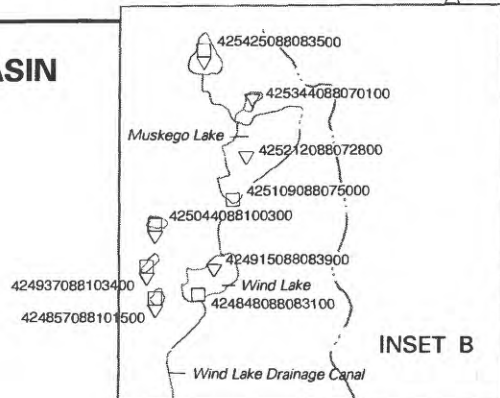 ASIN
425425088083500
425344088070100
Muskego Lake
425212088072800
425109088075000
425044088100300
424915088083900
424937088103400
Wind Lake
424848088083100
424857088101500
INSET B
Wind Lake Drainage Canal